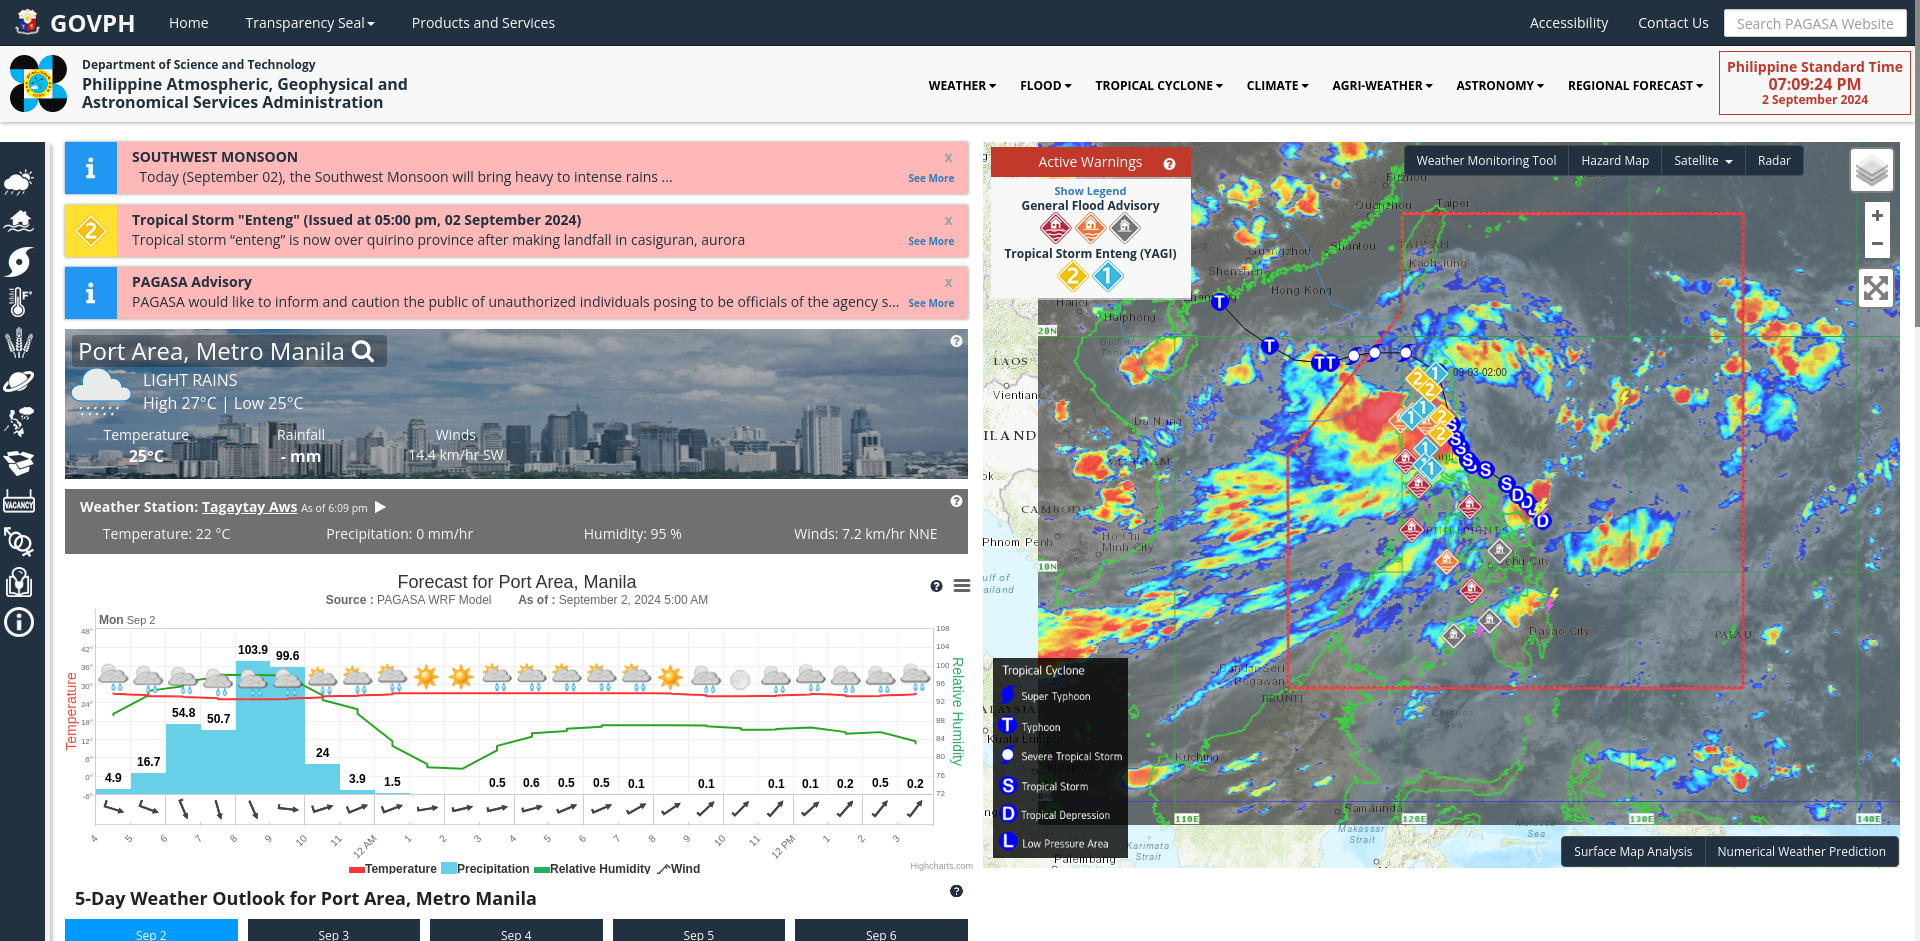 GOVPH
Home
Transparency Seal
Products and Services
Accessibility
Contact Us
Search PAGASA Website
Department of Science and Technology
Philippine Atmospheric, Geophysical and
Astronomical Services Administration
WEATHER
FLOOD
TROPICAL CYCLONE
CLIMATE
AGRI-WEATHER
ASTRONOMY
REGIONAL FORECAST
Philippine Standard Time
07:09:24 PM
2 September 2024
SOUTHWEST MONSOON
x
Today (September 02), the Southwest Monsoon will bring heavy to intense rains ...
See More
2
Tropical Storm "Enteng" (Issued at 05:00 pm, 02 September 2024)
x
Tropical storm “enteng” is now over quirino province after making landfall in casiguran, aurora
See More
PAGASA Advisory
x
PAGASA would like to inform and caution the public of unauthorized individuals posing to be officials of the agency s...
See More
Port Area, Metro Manila
LIGHT RAINS
High 27°C | Low 25°C
Temperature
25°C
Rainfall
- mm
Winds
14.4 km/hr SW
Weather Station: Tagaytay Aws As of 6:09 pm
Temperature: 22 °C
Precipitation: 0 mm/hr
Humidity: 95 %
Winds: 7.2 km/hr NNE
Forecast for Port Area, Manila
Source : PAGASA WRF Model As of : September 2, 2024 5:00 AM
Mon Sep 2
Temperature
48°
42°
36°
30°
24°
18°
12°
6°
0°
-6°
108
104
100
96
92
88
84
80
76
72
Relative Humidity
4.9
16.7
54.8
50.7
103.9
99.6
24
3.9
1.5
0.5
0.6
0.5
0.5
0.1
0.1
0.1
0.1
0.2
0.5
0.2
4
5
6
7
8
9
10
11
12 AM
1
2
3
4
5
6
7
8
9
10
11
12 PM
1
2
3
Temperature
Precipitation
Relative Humidity
Wind
Highcharts.com
5-Day Weather Outlook for Port Area, Metro Manila
Sep 2
Sep 3
Sep 4
Sep 5
Sep 6
VACANCY
Active Warnings
Show Legend
General Flood Advisory
Tropical Storm Enteng (YAGI)
2
1
Weather Monitoring Tool
Hazard Map
Satellite
Radar
+
−
Fuzhou
Quanzhou
Taipei
TAIWAN
Kaohsiung
Shantou
Guangzhou
Shenzhen
Hong Kong
Hanoi
Haiphong
20N
LAOS
Vientiane
Da Nang
VIETNAM
CAMBODIA
Phnom Penh
Ho Chi
Minh City
10N
09-03-02:00
PHILIPPINES
Cebu City
Davao City
PALAU
Bandar Seri
Begawan
BRUNEI
Celebes
Sea
Kuala Lumpur
Kuching
Samarinda
110E
120E
130E
140E
Makassar
Strait
Karimata
Strait
Molucca
Sea
Palembang
Tropical Cyclone
Super Typhoon
T Typhoon
Severe Tropical Storm
S Tropical Storm
D Tropical Depression
L Low Pressure Area
Surface Map Analysis
Numerical Weather Prediction